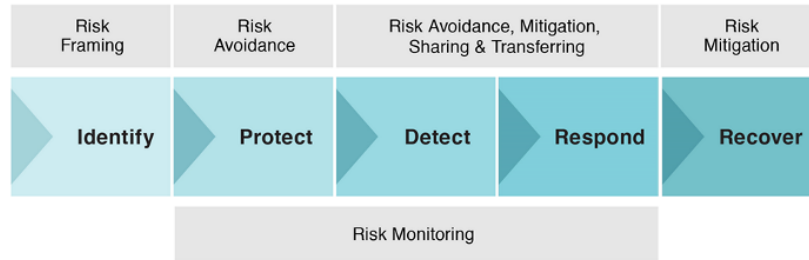 Risk
Framing
Risk
Avoidance
Risk Avoidance, Mitigation,
Sharing & Transferring
Risk
Mitigation
Identify
Protect
Detect
Respond
Recover
Risk Monitoring